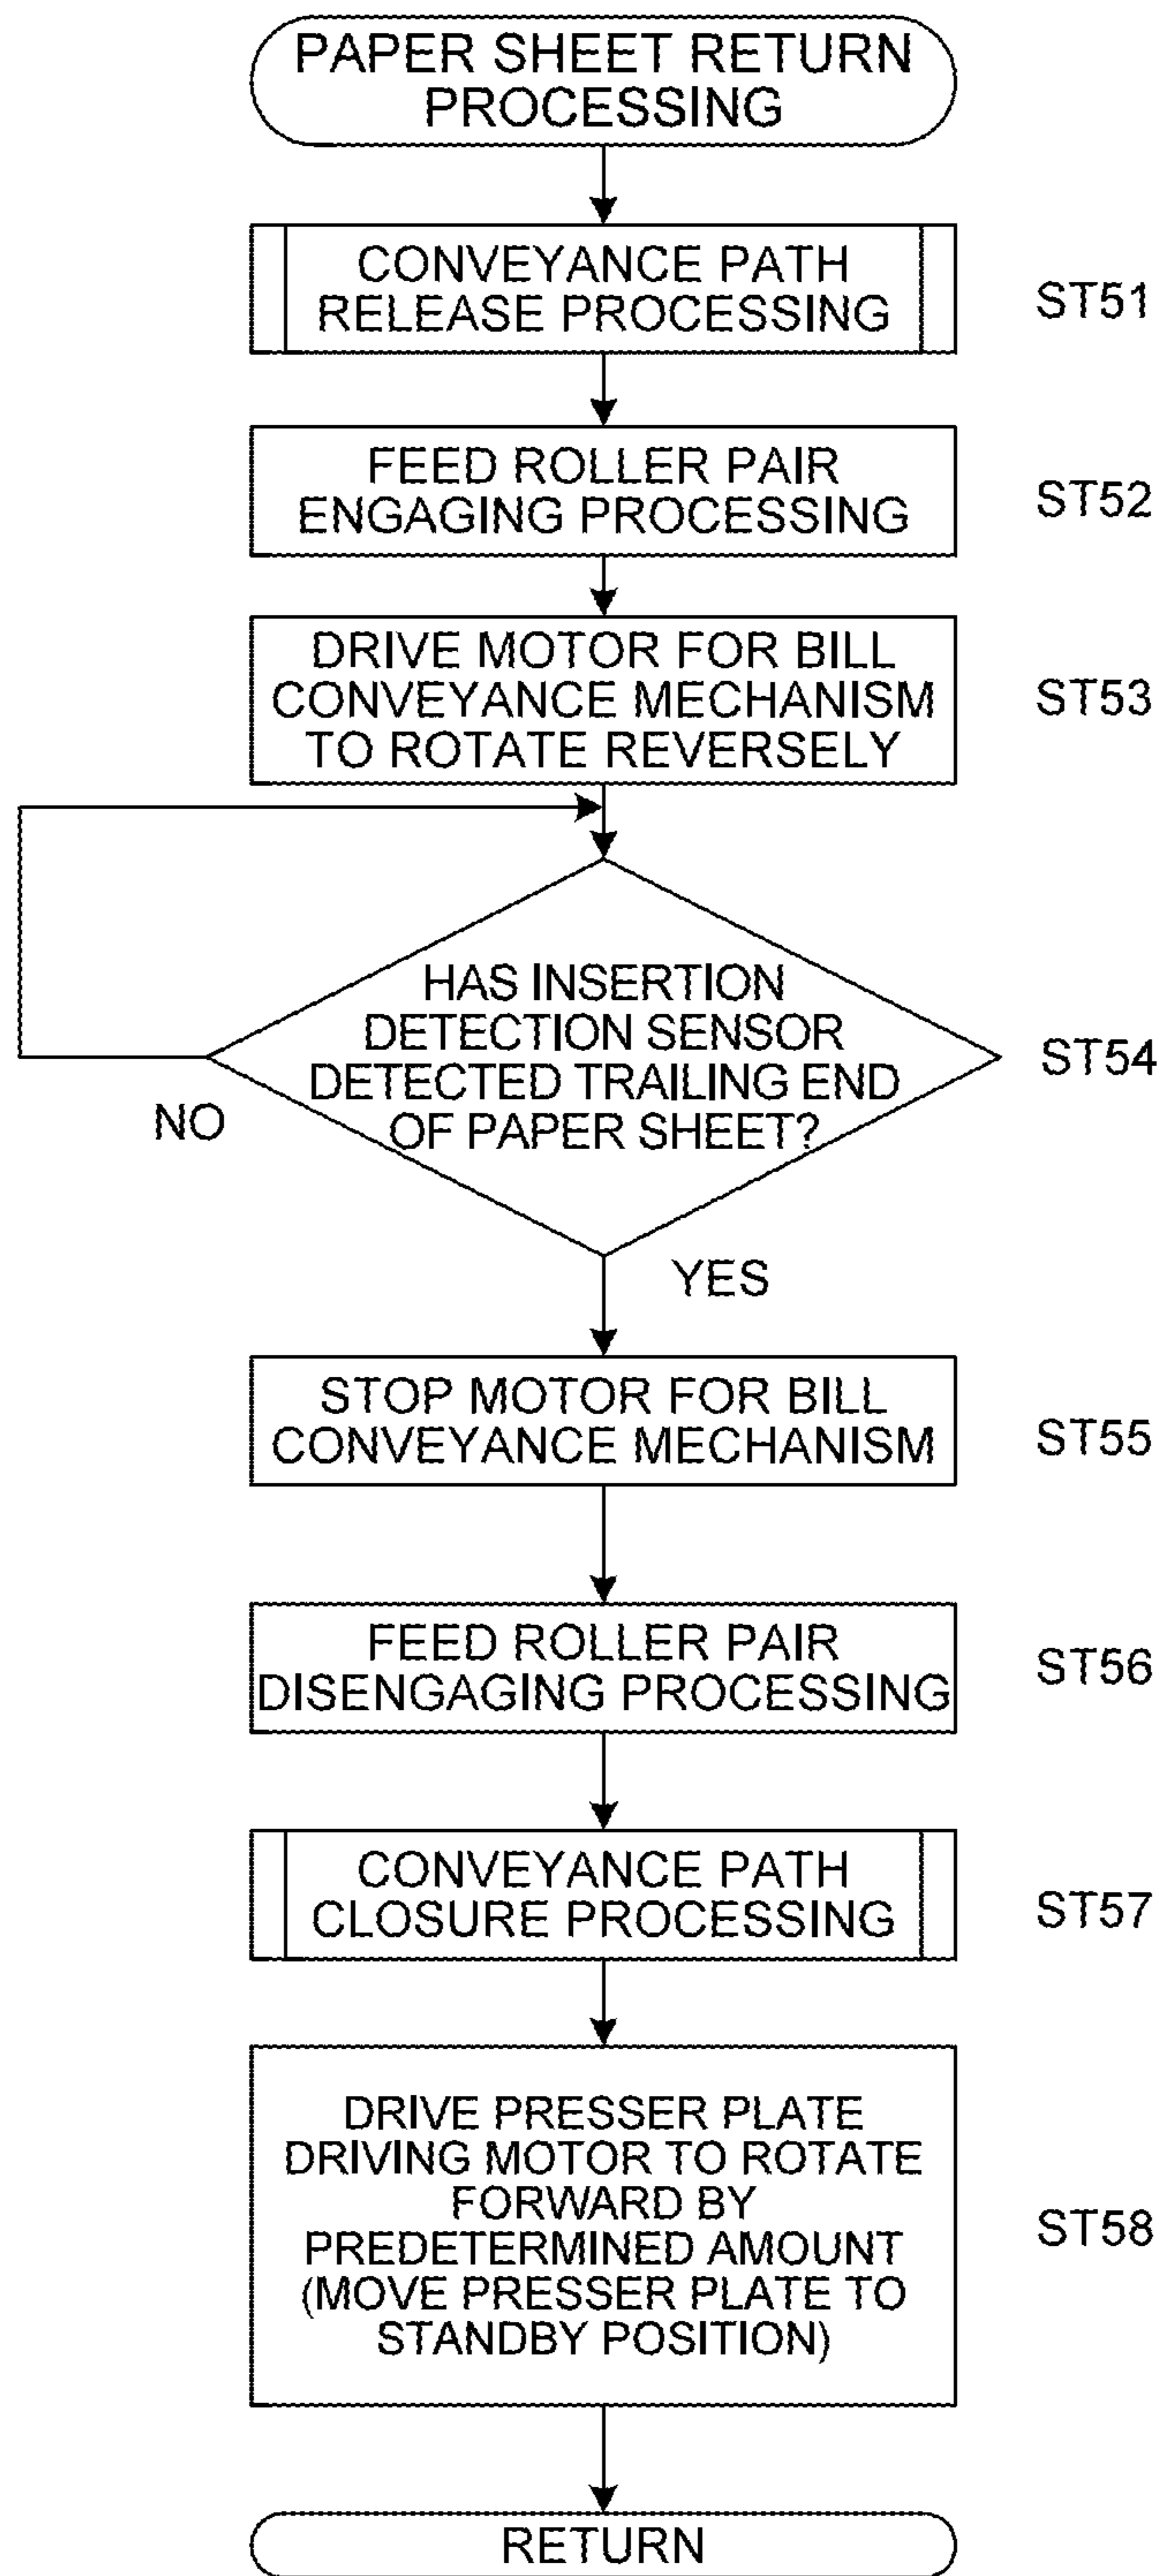 PAPER SHEET RETURN
PROCESSING
CONVEYANCE PATH
RELEASE PROCESSING
ST51
FEED ROLLER PAIR
ENGAGING PROCESSING
ST52
DRIVE MOTOR FOR BILL
CONVEYANCE MECHANISM
TO ROTATE REVERSELY
ST53
HAS INSERTION
DETECTION SENSOR
DETECTED TRAILING END
OF PAPER SHEET?
ST54
NO
YES
STOP MOTOR FOR BILL
CONVEYANCE MECHANISM
ST55
FEED ROLLER PAIR
DISENGAGING PROCESSING
ST56
CONVEYANCE PATH
CLOSURE PROCESSING
ST57
DRIVE PRESSER PLATE
DRIVING MOTOR TO ROTATE
FORWARD BY
PREDETERMINED AMOUNT
(MOVE PRESSER PLATE TO
STANDBY POSITION)
ST58
RETURN